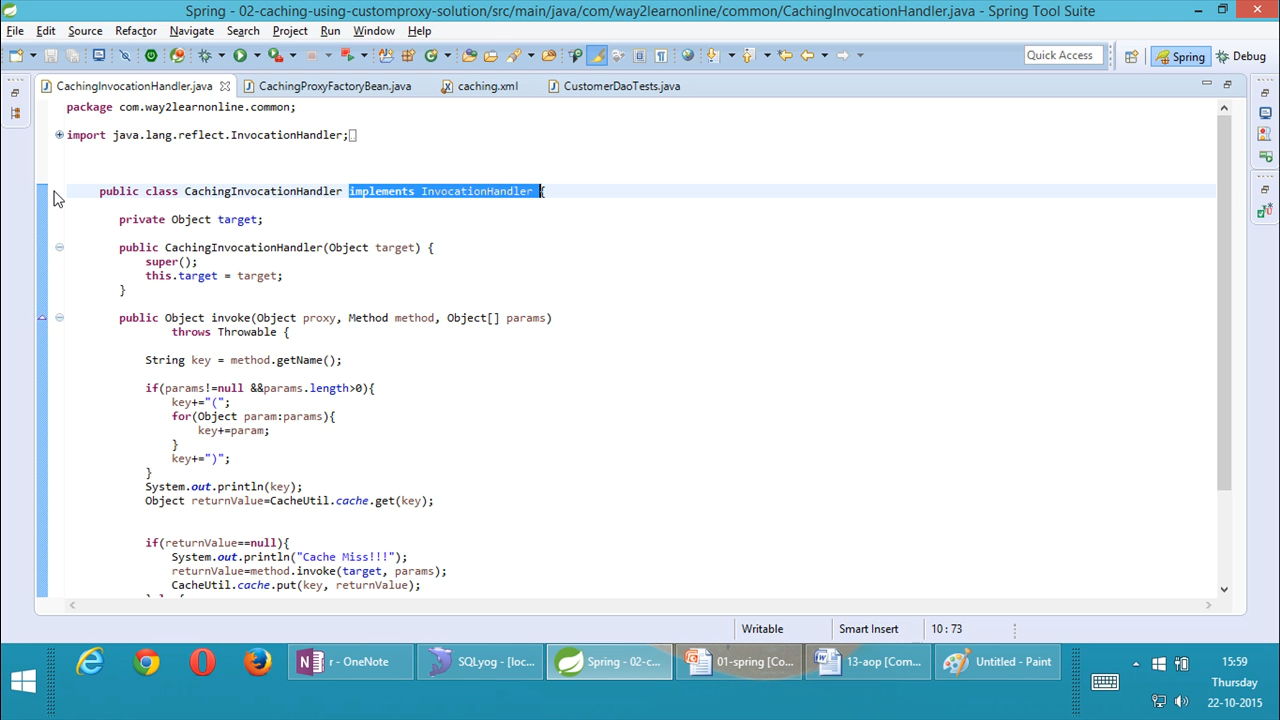 Spring - 02-caching-using-customproxy-solution/src/main/java/com/way2learnonline/common/CachingInvocationHandler.java - Spring Tool Suite
File Edit Source Refactor Navigate Search Project Run Window Help
Quick Access Spring Debug
CachingInvocationHandler.java CachingProxyFactoryBean.java caching.xml CustomerDaoTests.java
package com.way2learnonline.common;
import java.lang.reflect.InvocationHandler;
public class CachingInvocationHandler implements InvocationHandler {
private Object target;
public CachingInvocationHandler(Object target) {
super();
this.target = target;
}
public Object invoke(Object proxy, Method method, Object[] params)
throws Throwable {
String key = method.getName();
if(params!=null &&params.length>0){
key+="(";
for(Object param:params){
key+=param;
}
key+=")";
}
System.out.println(key);
Object returnValue=CacheUtil.cache.get(key);
if(returnValue==null){
System.out.println("Cache Miss!!!");
returnValue=method.invoke(target, params);
CacheUtil.cache.put(key, returnValue);
Writable Smart Insert 10 : 73
r - OneNote SQLyog - [loc... Spring - 02-c... 01-spring [Co... 13-aop [Com... Untitled - Paint
15:59
Thursday
22-10-2015